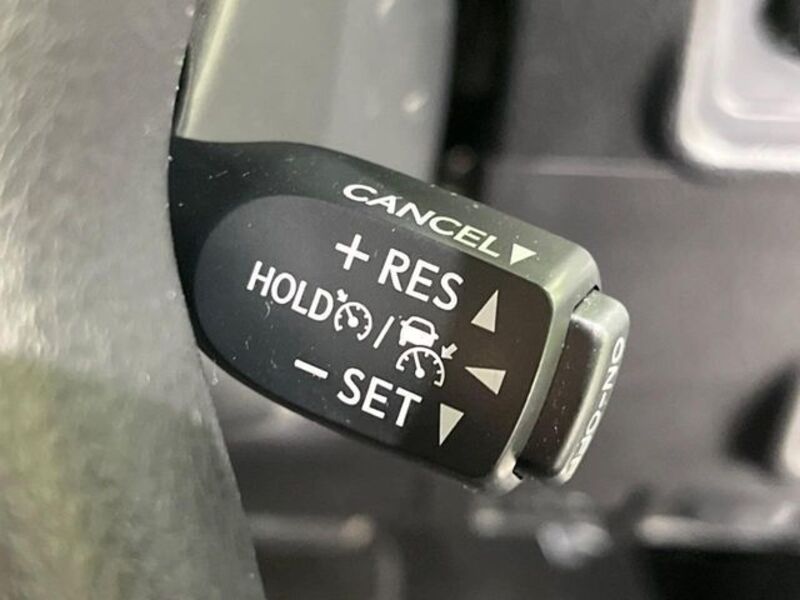 CANCEL▼
+ RES ▲
HOLD / ◀
− SET ▼
ON-OFF